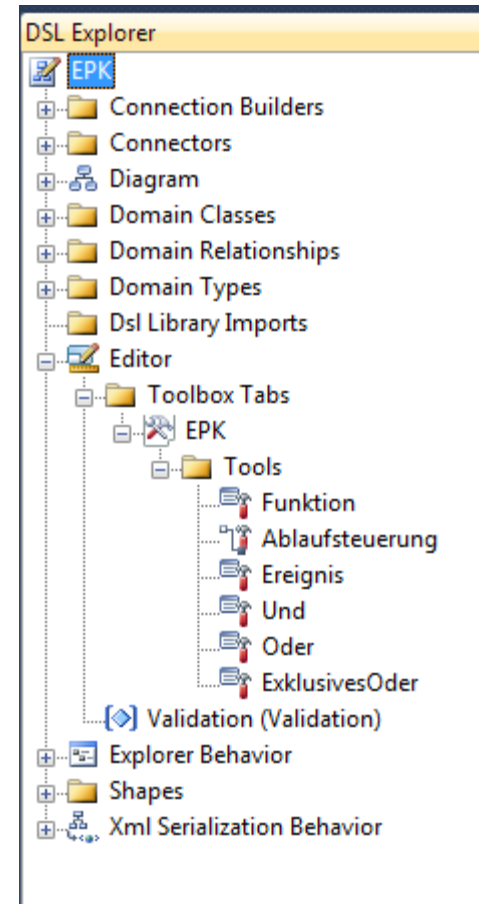 DSL Explorer
EPK
Connection Builders
Connectors
Diagram
Domain Classes
Domain Relationships
Domain Types
Dsl Library Imports
Editor
Toolbox Tabs
EPK
Tools
Funktion
Ablaufsteuerung
Ereignis
Und
Oder
ExklusivesOder
Validation (Validation)
Explorer Behavior
Shapes
Xml Serialization Behavior